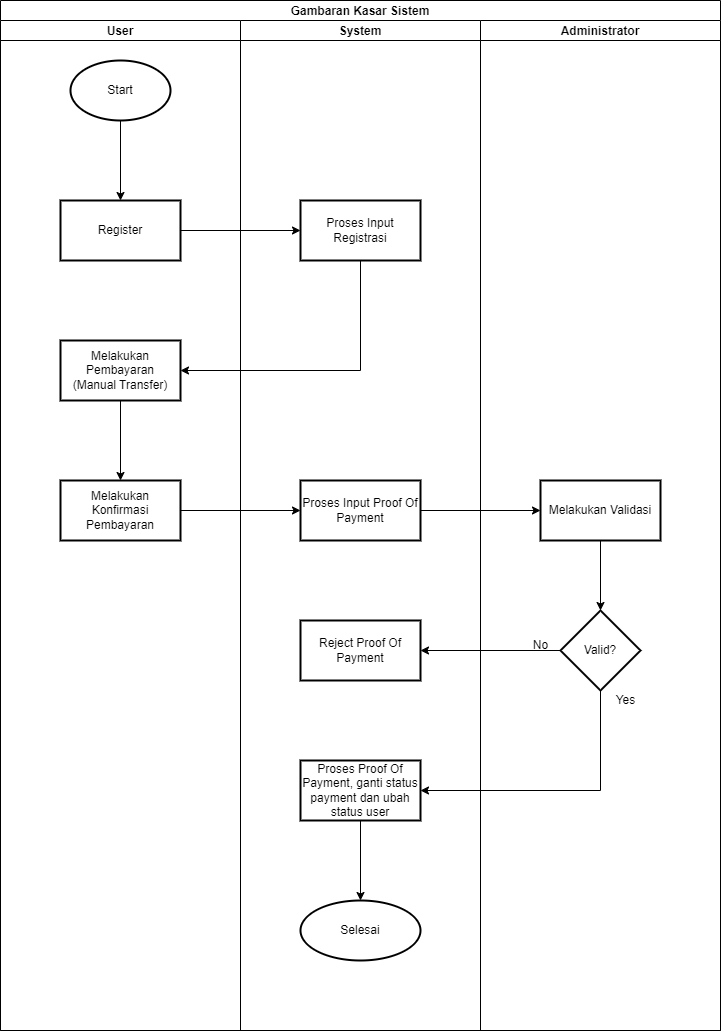 Gambaran Kasar Sistem
User
System
Administrator
Start
Register
Proses Input
Registrasi
Melakukan
Pembayaran
(Manual Transfer)
Melakukan
Konfirmasi
Pembayaran
Proses Input Proof Of
Payment
Melakukan Validasi
Valid?
No
Reject Proof Of
Payment
Yes
Proses Proof Of
Payment, ganti status
payment dan ubah
status user
Selesai